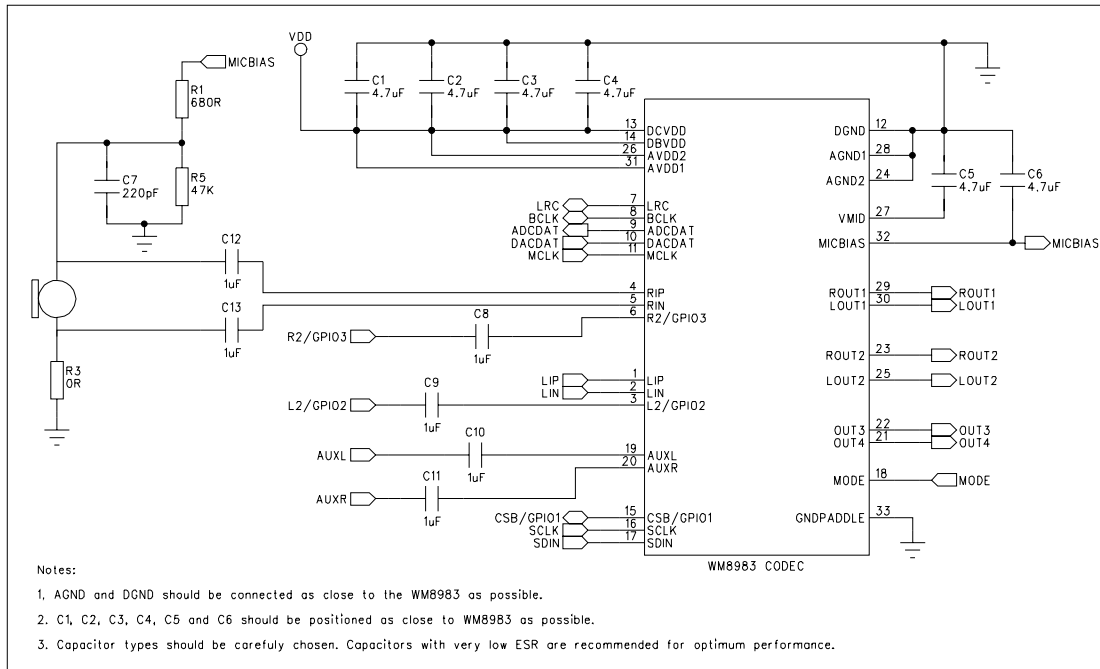 VDD
MICBIAS
R1
680R
C1
4.7uF
C2
4.7uF
C3
4.7uF
C4
4.7uF
C7
220pF
R5
47K
13 DCVDD
14 DBVDD
26 AVDD2
31 AVDD1
DGND 12
AGND1 28
AGND2 24
C5
4.7uF
C6
4.7uF
VMID 27
MICBIAS 32 MICBIAS
LRC 7 LRC
BCLK 8 BCLK
ADCDAT 9 ADCDAT
DACDAT 10 DACDAT
MCLK 11 MCLK
C12
1uF
C13
1uF
4 RIP
5 RIN
6 R2/GPIO3
R2/GPIO3
C8
1uF
ROUT1 29 ROUT1
LOUT1 30 LOUT1
ROUT2 23 ROUT2
LOUT2 25 LOUT2
R3
0R
LIP 1 LIP
LIN 2 LIN
L2/GPIO2
C9
1uF
3 L2/GPIO2
OUT3 22 OUT3
OUT4 21 OUT4
AUXL
C10
1uF
19 AUXL
20 AUXR
AUXR
C11
1uF
MODE 18 MODE
CSB/GPIO1 15 CSB/GPIO1
SCLK 16 SCLK
SDIN 17 SDIN
GNDPADDLE 33
WM8983 CODEC
Notes:
1, AGND and DGND should be connected as close to the WM8983 as possible.
2. C1, C2, C3, C4, C5 and C6 should be positioned as close to WM8983 as possible.
3. Capacitor types should be carefuly chosen. Capacitors with very low ESR are recommended for optimum performance.